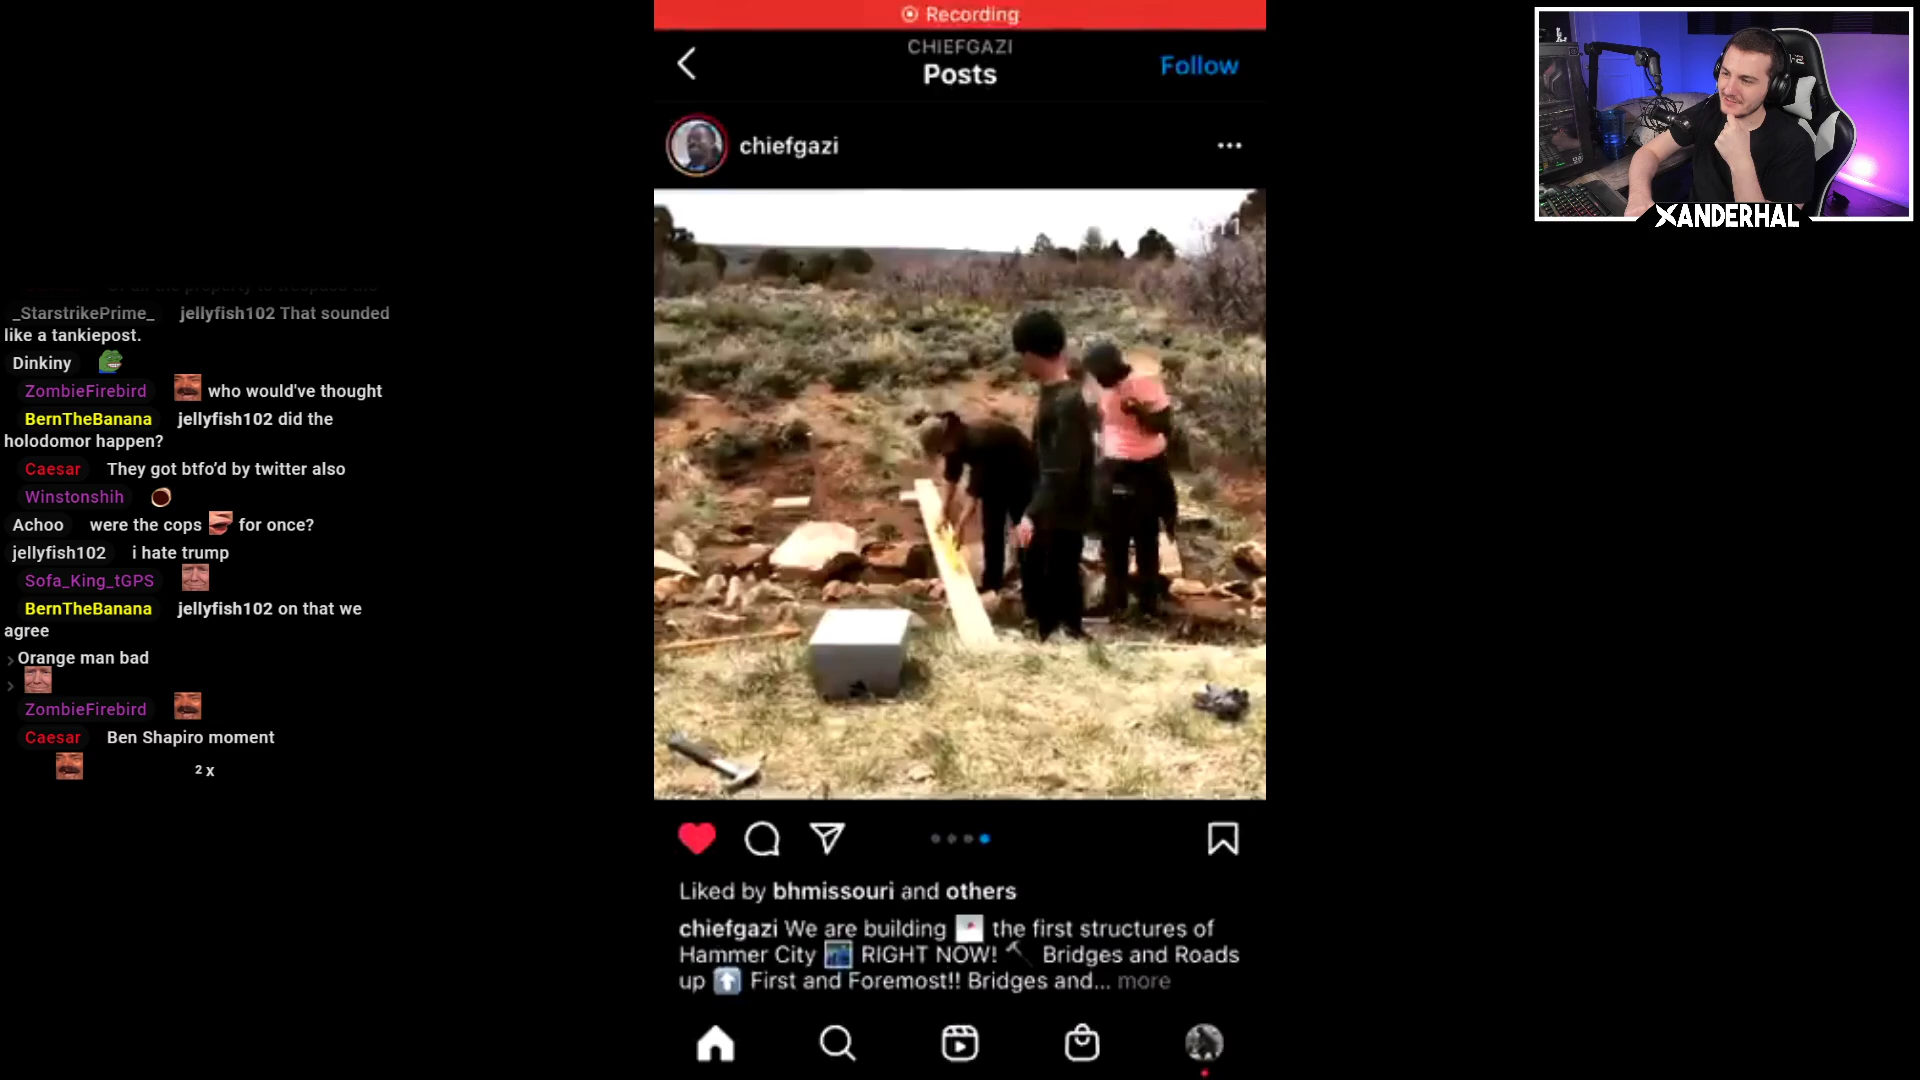 Recording
CHIEFGAZI
Posts
Follow
chiefgazi
XANDERHAL
_StarstrikePrime_ jellyfish102 That sounded
like a tankiepost.
Dinkiny
ZombieFirebird who would've thought
BernTheBanana jellyfish102 did the
holodomor happen?
Caesar They got btfo'd by twitter also
Winstonshih
Achoo were the cops for once?
jellyfish102 i hate trump
Sofa_King_tGPS
BernTheBanana jellyfish102 on that we
agree
Orange man bad
ZombieFirebird
Caesar Ben Shapiro moment
2 x
Liked by bhmissouri and others
chiefgazi We are building the first structures of
Hammer City RIGHT NOW! Bridges and Roads
up First and Foremost!! Bridges and... more